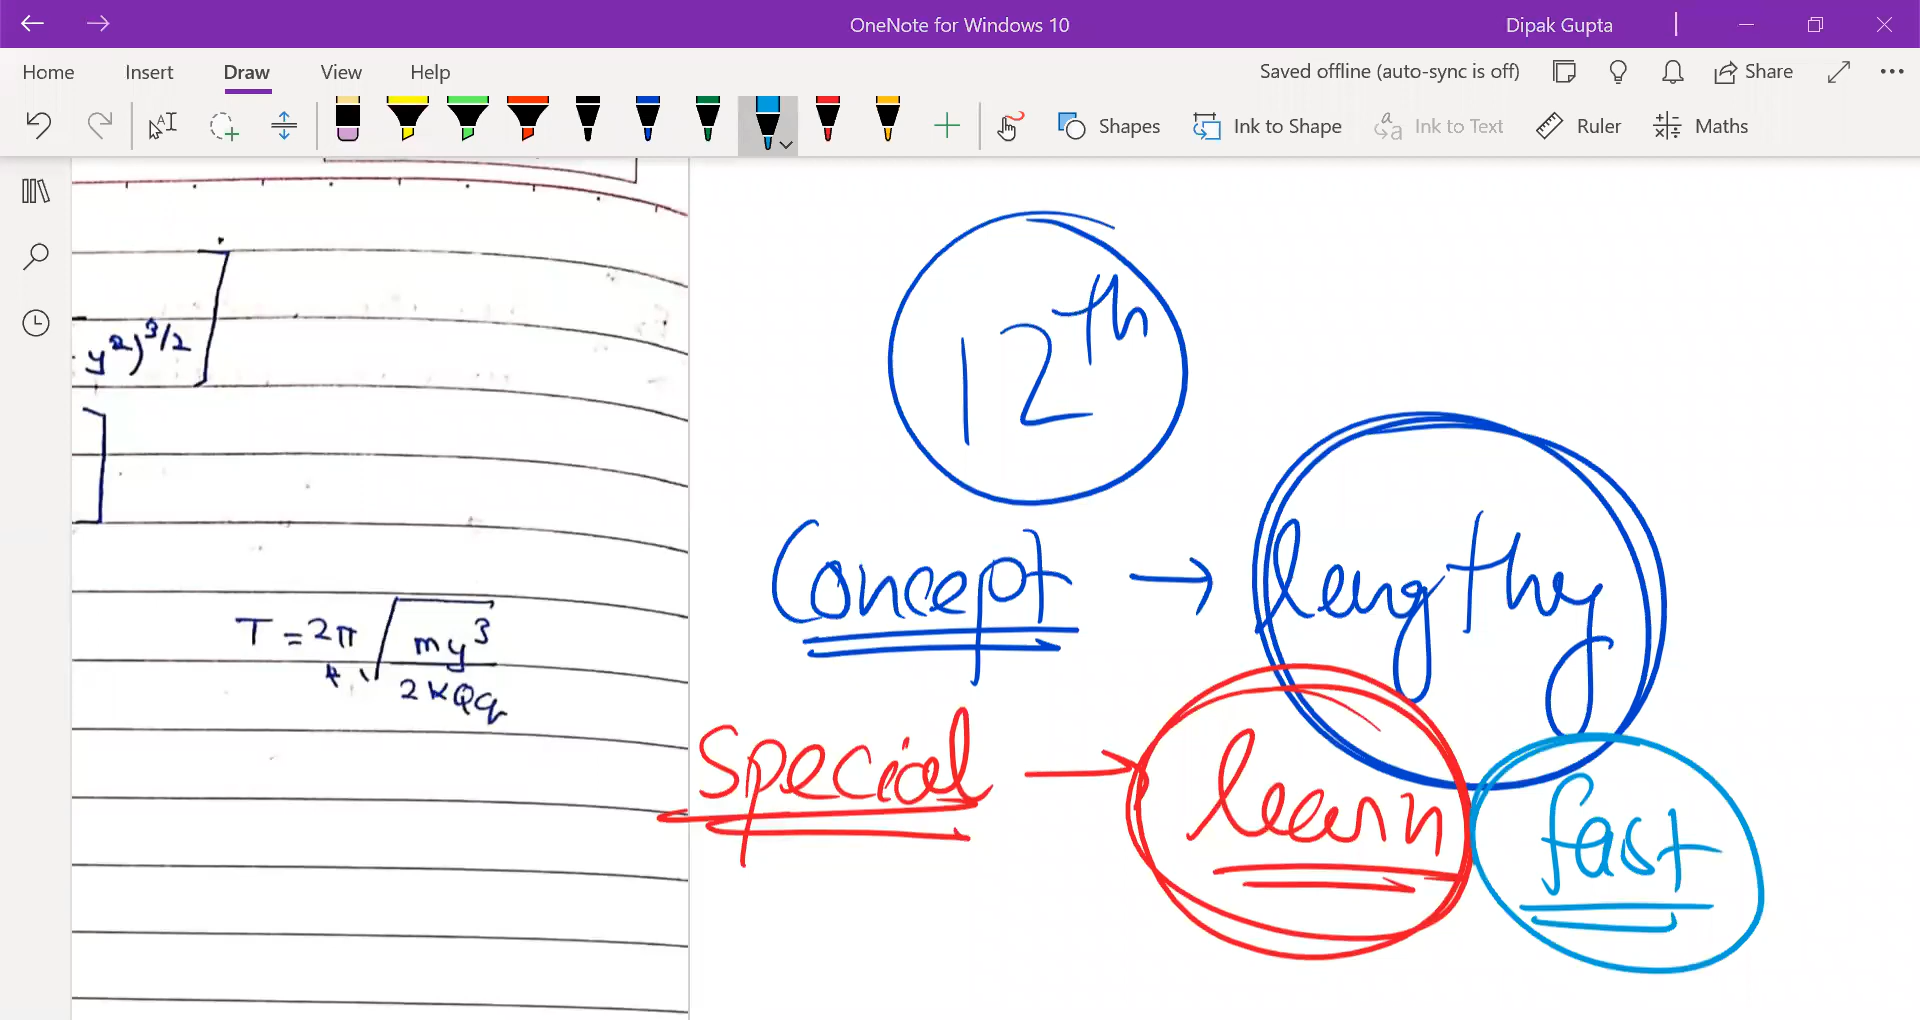 OneNote for Windows 10
Dipak Gupta
Home Insert Draw View Help
Saved offline (auto-sync is off)
Share
Shapes
Ink to Shape
Ink to Text
Ruler
Maths
y²)^3/2
T = 2π √(my³
2KQq)
12th
Concept → lengthy
Special → learn fast